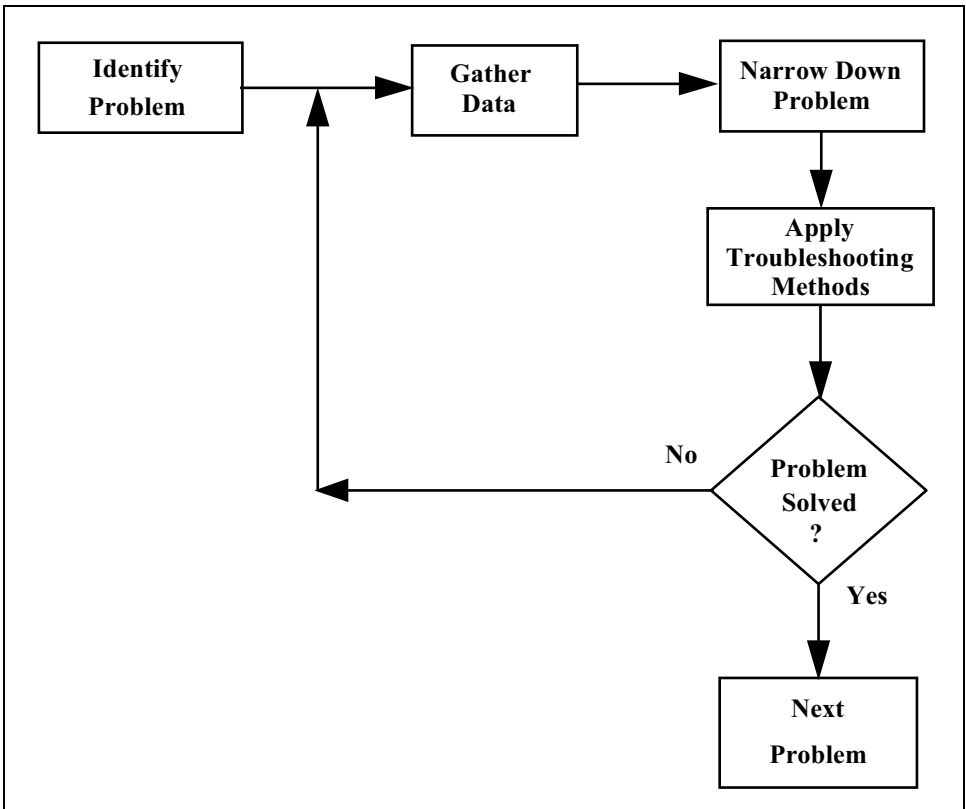 Identify
Problem
Gather
Data
Narrow Down
Problem
Apply
Troubleshooting
Methods
No
Problem
Solved
?
Yes
Next
Problem